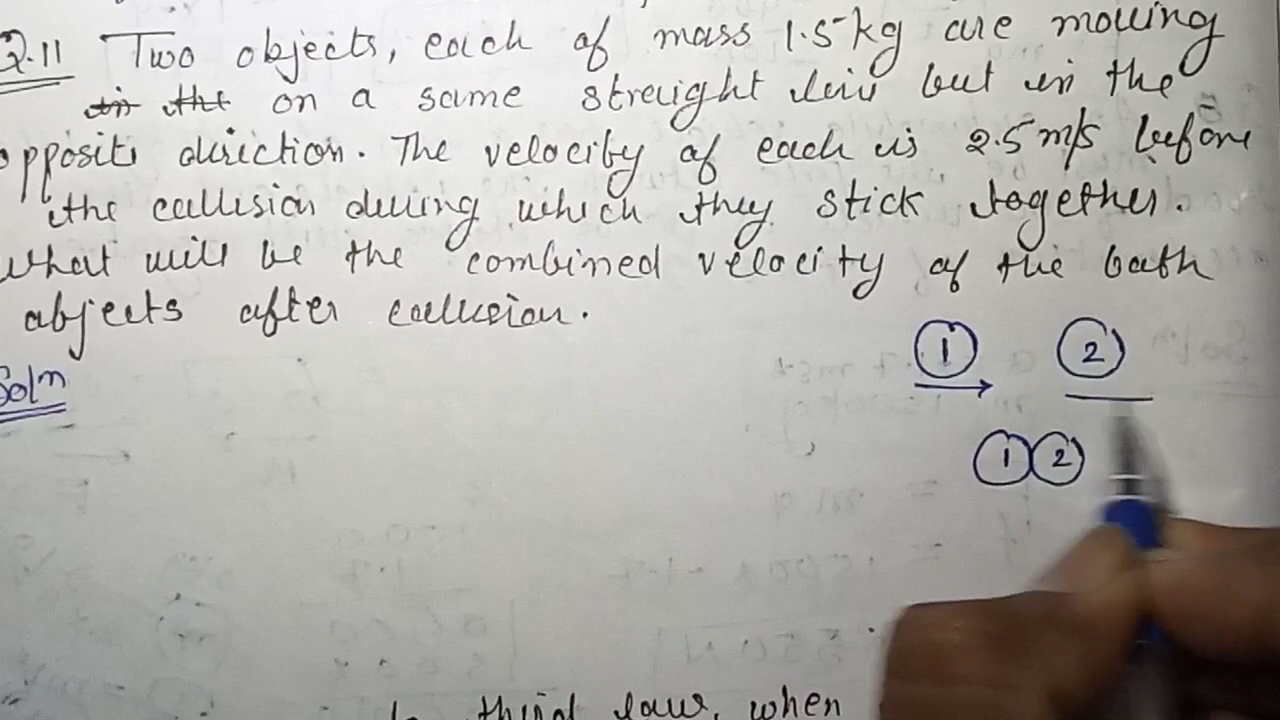 Q.11 Two objects, each of mass 1.5 kg are moving
in the on a same straight line but in the
opposite direction. The velocity of each is 2.5 m/s before
the collision during which they stick together.
What will be the combined velocity of the both
objects after collision.
1 2
Solⁿ
1 2
third law, when